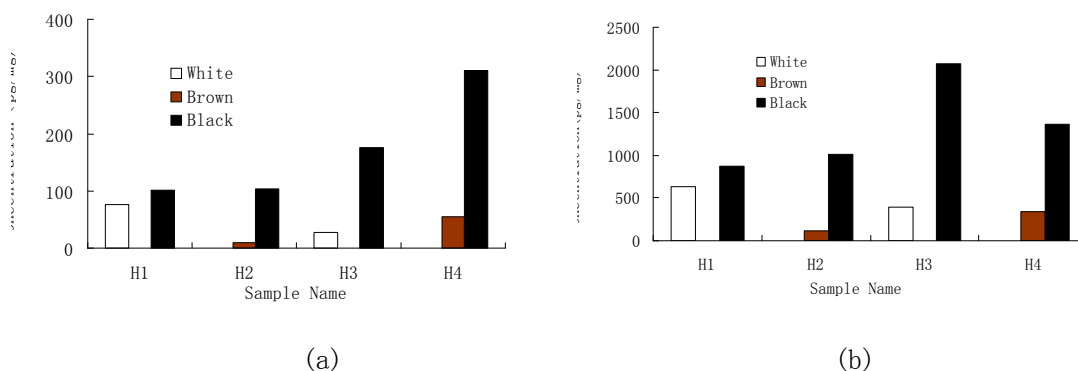 400
300
200
100
0
White
Brown
Black
H1 H2 H3 H4
Sample Name
(a)
2500
2000
1500
1000
500
0
White
Brown
Black
H1 H2 H3 H4
Sample Name
(b)